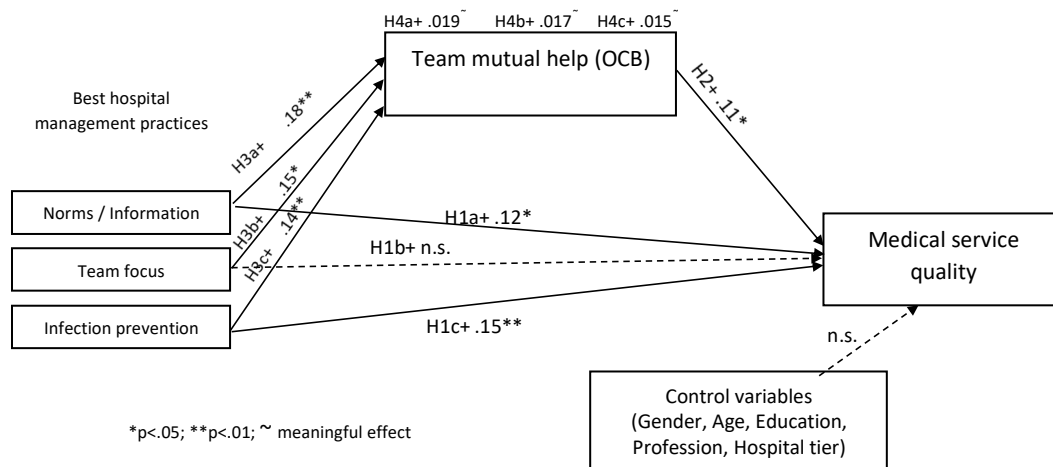 H4a+ .019~ H4b+ .017~ H4c+ .015~
Team mutual help (OCB)
Best hospital
management practices
H3a+ .18**
H3b+ .15*
H3c+ .14**
H2+ .11*
Norms / Information
H1a+ .12*
Team focus
H1b+ n.s.
Medical service
quality
Infection prevention
H1c+ .15**
n.s.
Control variables
(Gender, Age, Education,
Profession, Hospital tier)
*p<.05; **p<.01; ~ meaningful effect